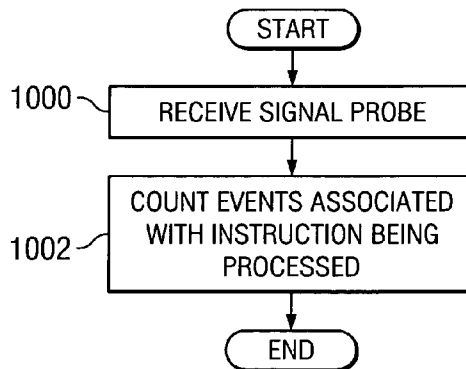 START
1000
RECEIVE SIGNAL PROBE
1002
COUNT EVENTS ASSOCIATED
WITH INSTRUCTION BEING
PROCESSED
END